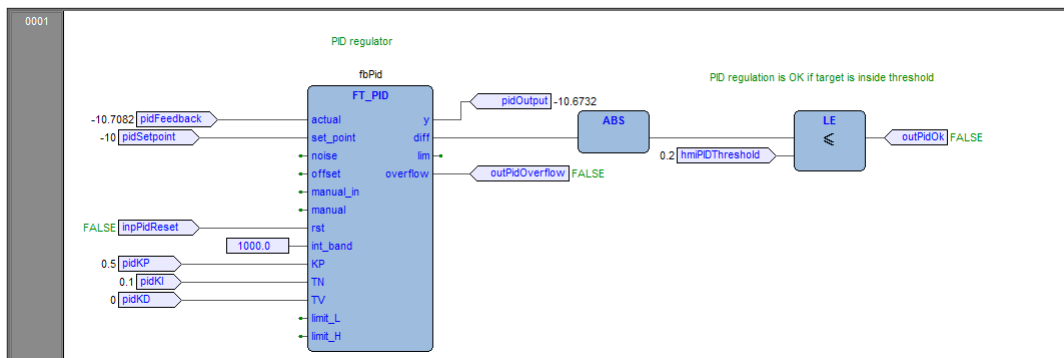 0001
PID regulator
fbPid
PID regulation is OK if target is inside threshold
FT_PID
pidOutput -10.6732
ABS
LE
-10.7082 pidFeedback actual y
-10 pidSetpoint set_point diff
≤ outPidOk FALSE
noise lim
0.2 hmiPIDThreshold
offset overflow outPidOverflow FALSE
manual_in
manual
FALSE inpPidReset rst
1000.0 int_band
0.5 pidKP KP
0.1 pidKI TN
0 pidKD TV
limit_L
limit_H